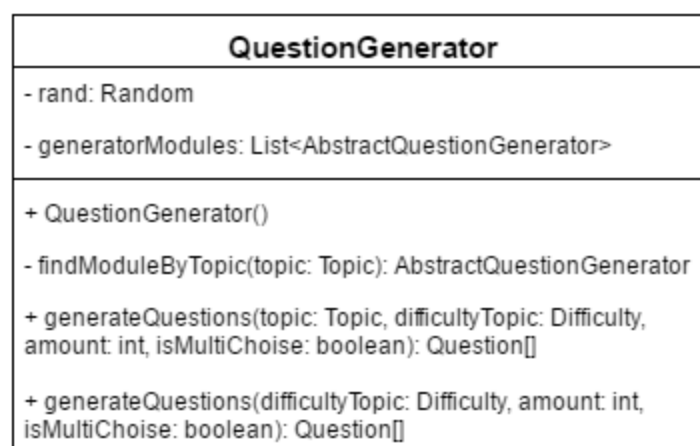 QuestionGenerator
- rand: Random
- generatorModules: List<AbstractQuestionGenerator>
+ QuestionGenerator()
- findModuleByTopic(topic: Topic): AbstractQuestionGenerator
+ generateQuestions(topic: Topic, difficultyTopic: Difficulty,
amount: int, isMultiChoise: boolean): Question[]
+ generateQuestions(difficultyTopic: Difficulty, amount: int,
isMultiChoise: boolean): Question[]